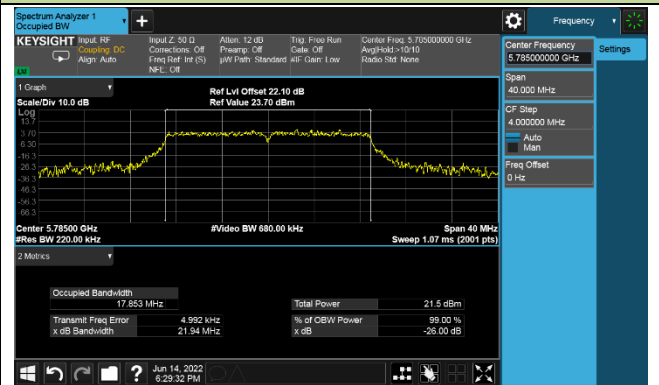 Spectrum Analyzer 1
Occupied BW
Frequency
KEYSIGHT
Input: RF
Coupling: DC
Align: Auto
Input Z: 50 Ω
Corrections: Off
Freq Ref: Int (S)
NFE: Off
Atten: 12 dB
Preamp: Off
µW Path: Standard
Trig: Free Run
Gate: Off
#IF Gain: Low
Center Freq: 5.785000000 GHz
Avg|Hold:>10/10
Radio Std: None
Center Frequency
5.785000000 GHz
Settings
Span
40.000 MHz
CF Step
4.000000 MHz
Auto
Man
Freq Offset
0 Hz
1 Graph
Scale/Div 10.0 dB
Ref Lvl Offset 22.10 dB
Ref Value 23.70 dBm
Log
13.7
3.70
-6.30
-16.3
-26.3
-36.3
-46.3
-56.3
-66.3
Center 5.78500 GHz
#Res BW 220.00 kHz
#Video BW 680.00 kHz
Span 40 MHz
Sweep 1.07 ms (2001 pts)
2 Metrics
Occupied Bandwidth
17.853 MHz
Total Power 21.5 dBm
Transmit Freq Error 4.992 kHz
% of OBW Power 99.00 %
x dB Bandwidth 21.94 MHz
x dB -26.00 dB
Jun 14, 2022
6:29:32 PM